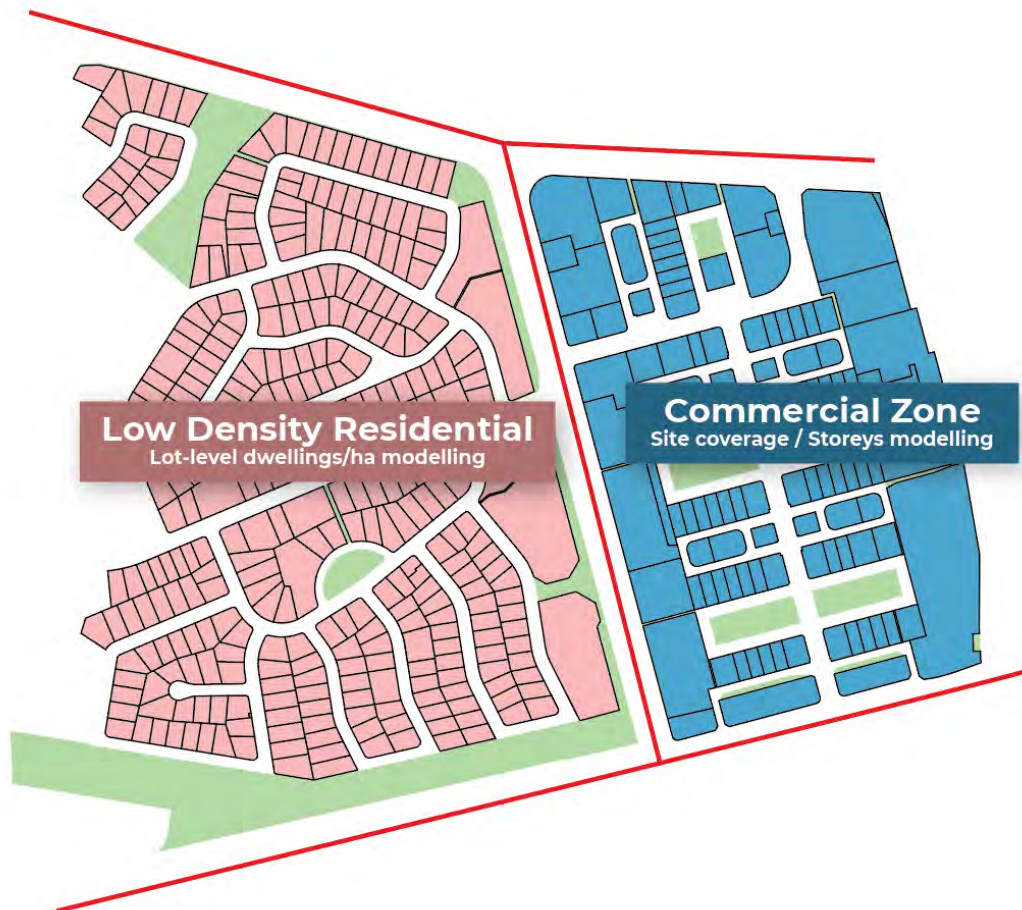 Low Density Residential
Lot-level dwellings/ha modelling
Commercial Zone
Site coverage / Storeys modelling